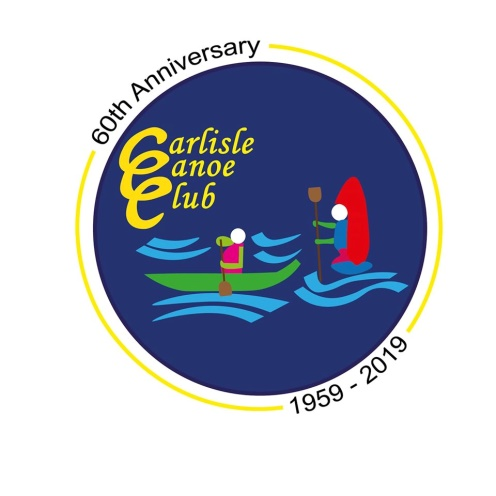 60th Anniversary
Carlisle
Canoe
Club
1959 - 2019